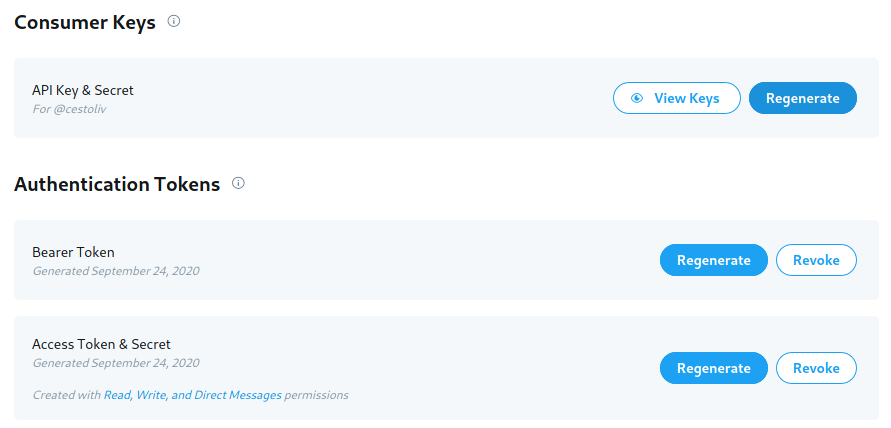 Consumer Keys
API Key & Secret
For @cestoliv
View Keys
Regenerate
Authentication Tokens
Bearer Token
Generated September 24, 2020
Regenerate
Revoke
Access Token & Secret
Generated September 24, 2020
Created with Read, Write, and Direct Messages permissions
Regenerate
Revoke